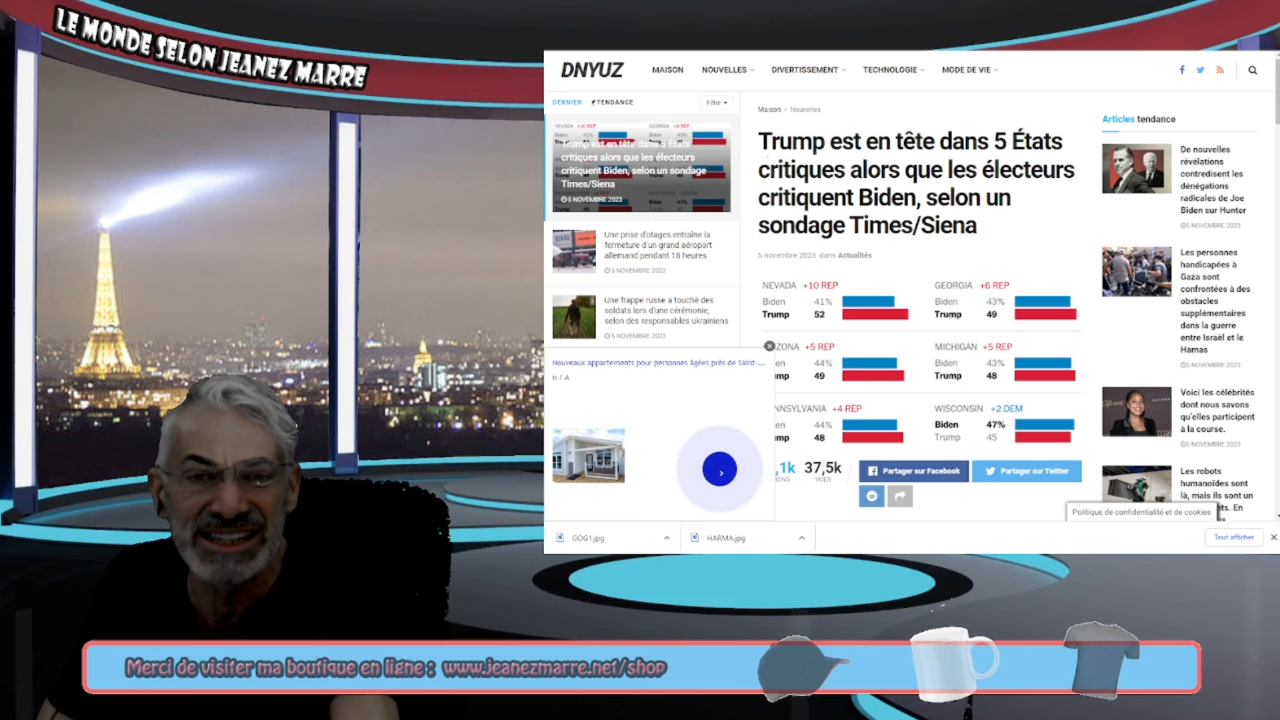 LE MONDE SELON JEANEZ MARRE
DNYUZ
MAISON
NOUVELLES
DIVERTISSEMENT
TECHNOLOGIE
MODE DE VIE
DERNIER
TENDANCE
Filtre
Trump est en tête dans 5 États
critiques alors que les électeurs
critiquent Biden, selon un sondage
Times/Siena
5 NOVEMBRE 2023
Une prise d'otages entraîne la
fermeture d'un grand aéroport
allemand pendant 18 heures
5 NOVEMBRE 2023
Une frappe russe a touché des
soldats lors d'une cérémonie,
selon des responsables ukrainiens
5 NOVEMBRE 2023
Nouveaux appartements pour personnes âgées près de Saint-...
n / A
Maison > Nouvelles
Trump est en tête dans 5 États
critiques alors que les électeurs
critiquent Biden, selon un
sondage Times/Siena
5 novembre 2023 dans Actualités
NEVADA +10 REP
Biden 41%
Trump 52
GEORGIA +6 REP
Biden 43%
Trump 49
ZONA +5 REP
en 44%
mp 49
MICHIGAN +5 REP
Biden 43%
Trump 48
NNSYLVANIA +4 REP
en 44%
mp 48
WISCONSIN +2 DEM
Biden 47%
Trump 45
,1k
IONS
37,5k
VUES
Partager sur Facebook
Partager sur Twitter
Articles tendance
De nouvelles
révélations
contredisent les
dénégations
radicales de Joe
Biden sur Hunter
5 NOVEMBRE 2023
Les personnes
handicapées à
Gaza sont
confrontées à des
obstacles
supplémentaires
dans la guerre
entre Israël et le
Hamas
5 NOVEMBRE 2023
Voici les célébrités
dont nous savons
qu'elles participent
à la course.
5 NOVEMBRE 2023
Les robots
humanoïdes sont
là, mais ils sont un
nts. En
Politique de confidentialité et de cookies
GOG1.jpg
HARMA.jpg
Tout afficher
Merci de visiter ma boutique en ligne : www.jeanezmarre.net/shop